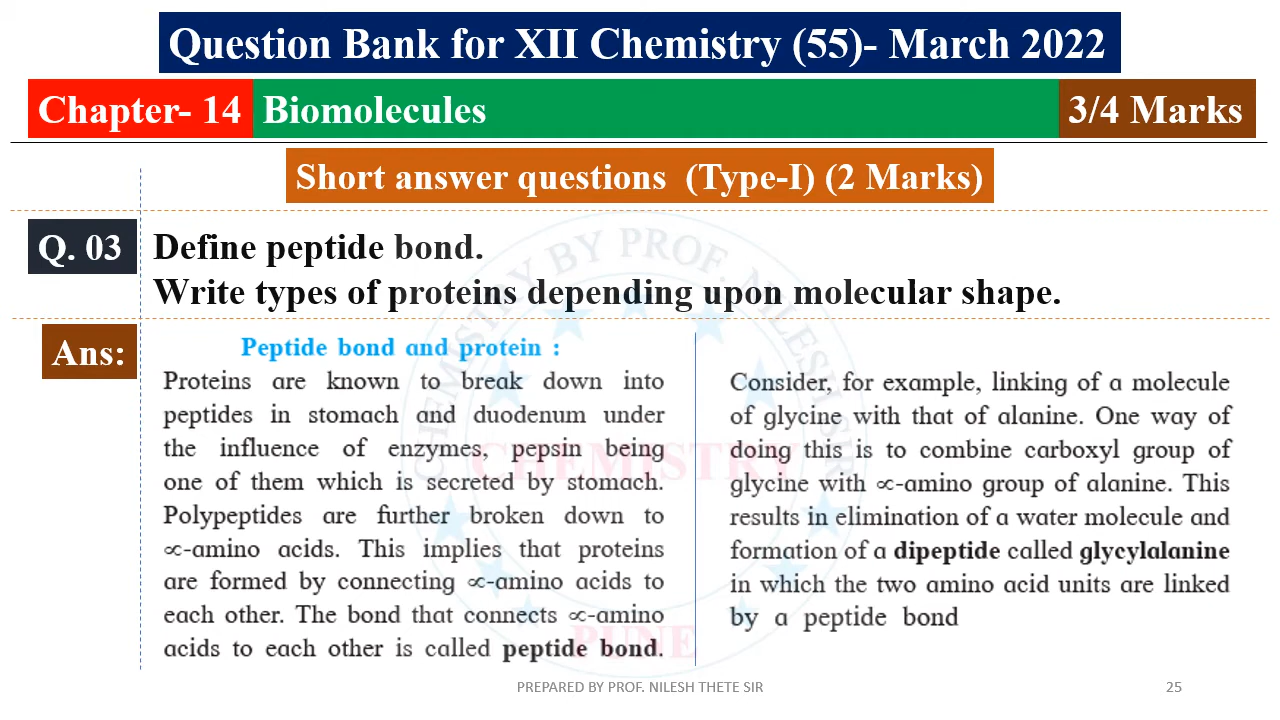 Question Bank for XII Chemistry (55)- March 2022
Chapter- 14 Biomolecules 3/4 Marks
Short answer questions (Type-I) (2 Marks)
Q. 03 Define peptide bond.
Write types of proteins depending upon molecular shape.
Ans:
Peptide bond and protein :
Proteins are known to break down into
peptides in stomach and duodenum under
the influence of enzymes, pepsin being
one of them which is secreted by stomach.
Polypeptides are further broken down to
∝-amino acids. This implies that proteins
are formed by connecting ∝-amino acids to
each other. The bond that connects ∝-amino
acids to each other is called peptide bond.
Consider, for example, linking of a molecule
of glycine with that of alanine. One way of
doing this is to combine carboxyl group of
glycine with ∝-amino group of alanine. This
results in elimination of a water molecule and
formation of a dipeptide called glycylalanine
in which the two amino acid units are linked
by a peptide bond
CHEMISTRY BY PROF. NILESH SIR
CHEMISTRY
PUNE
PREPARED BY PROF. NILESH THETE SIR
25